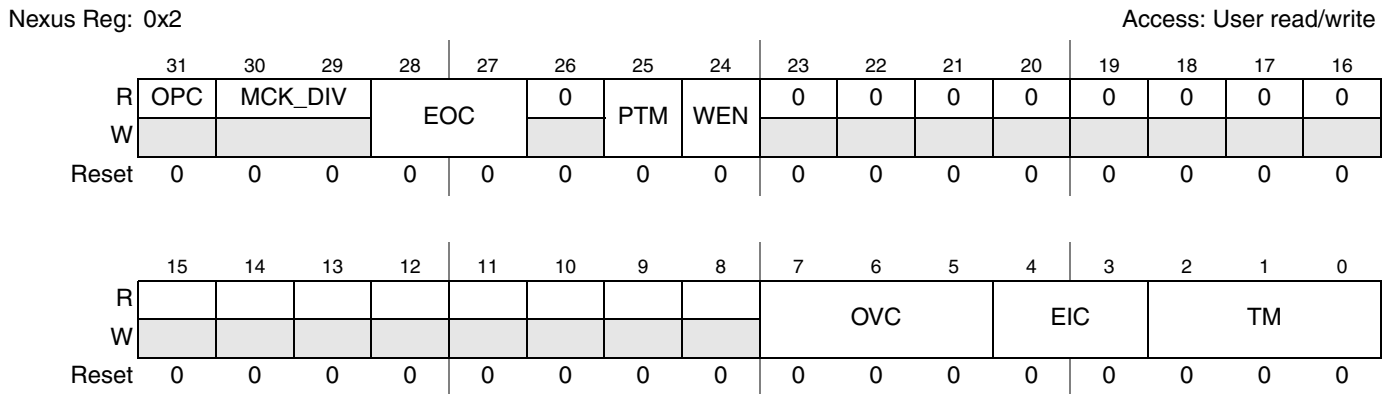 Nexus Reg: 0x2 Access: User read/write
31 30 29 28 27 26 25 24 23 22 21 20 19 18 17 16
R OPC MCK_DIV EOC 0 PTM WEN 0 0 0 0 0 0 0 0
W
Reset 0 0 0 0 0 0 0 0 0 0 0 0 0 0 0 0
15 14 13 12 11 10 9 8 7 6 5 4 3 2 1 0
R OVC EIC TM
W
Reset 0 0 0 0 0 0 0 0 0 0 0 0 0 0 0 0